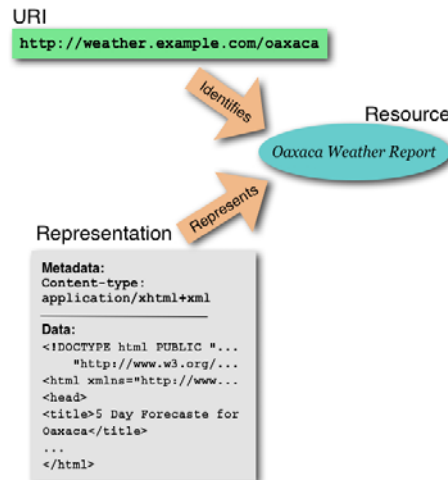 URI
http://weather.example.com/oaxaca
Identifies
Resource
Oaxaca Weather Report
Represents
Representation
Metadata:
Content-type:
application/xhtml+xml
Data:
<!DOCTYPE html PUBLIC "...
"http://www.w3.org/...
<html xmlns="http://www...
<head>
<title>5 Day Forecaste for
Oaxaca</title>
...
</html>